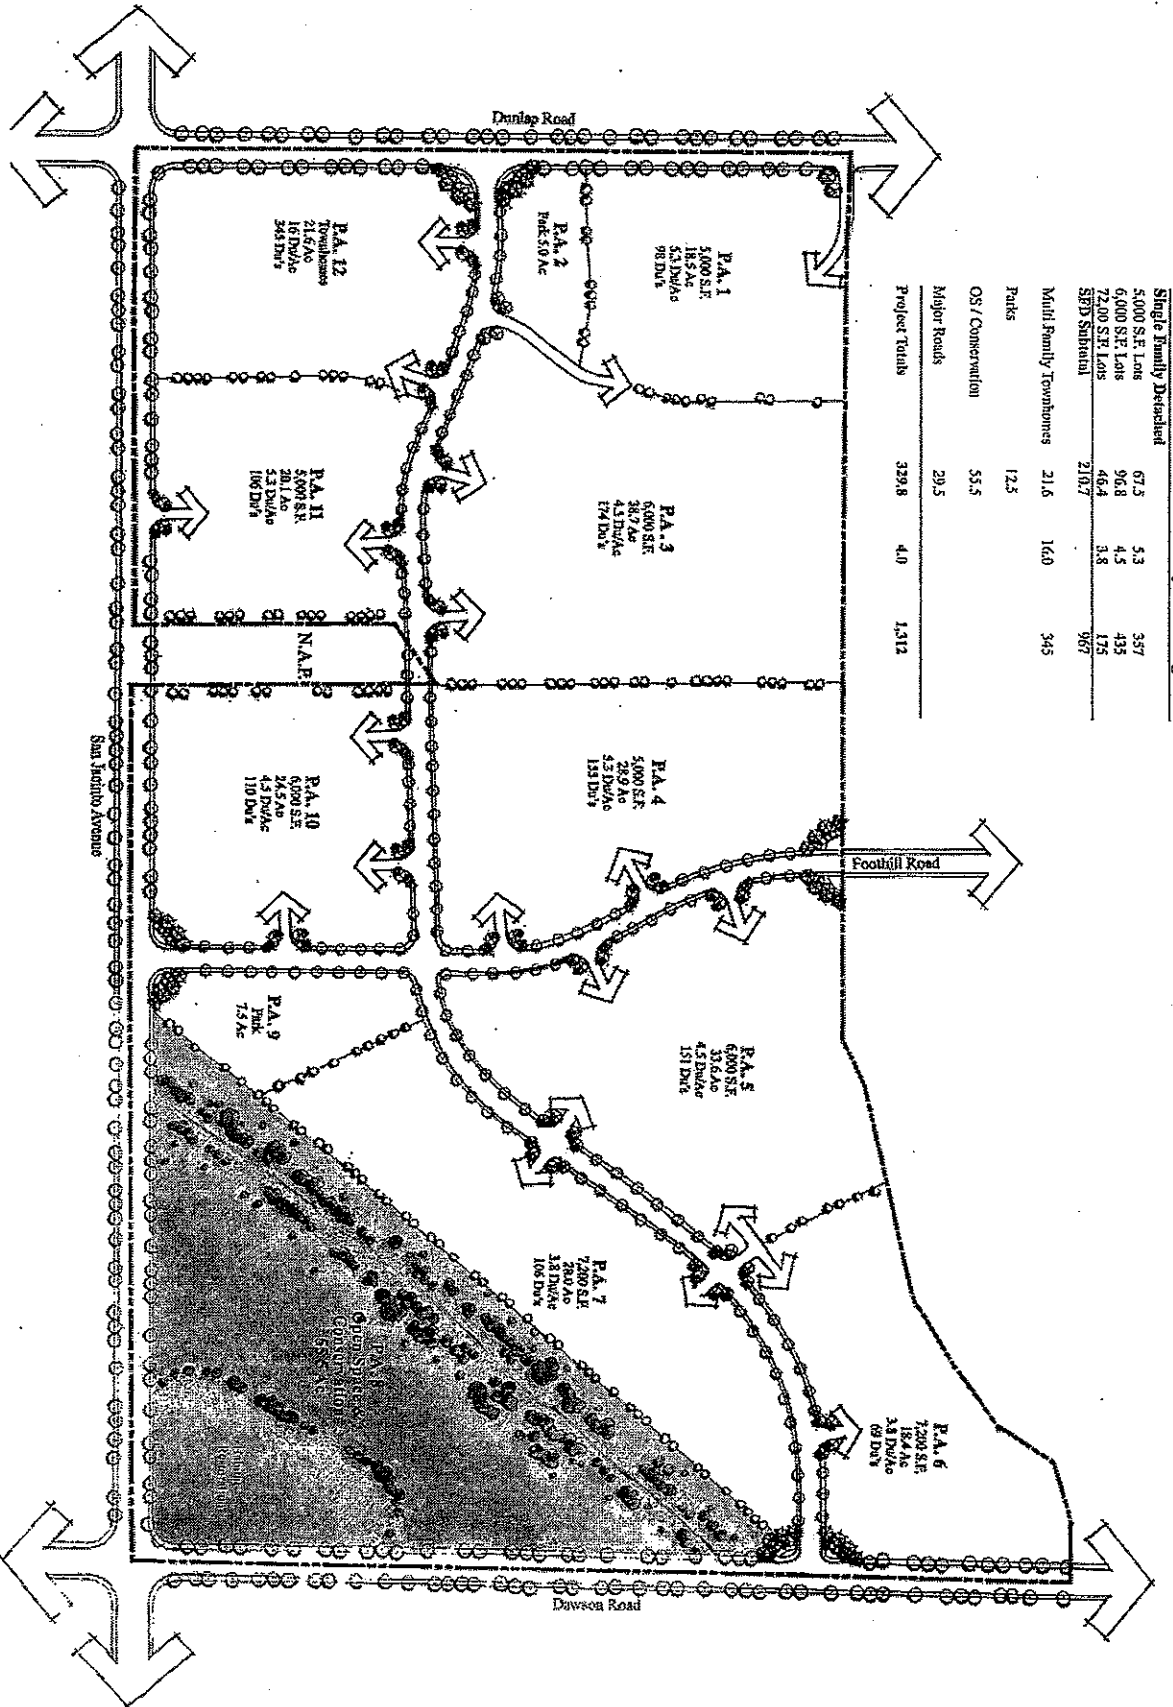 Single Family Detached
5,000 S.F. Lots 67.5 5.3 357
6,000 S.F. Lots 96.8 4.5 435
72,00 S.F. Lots 46.4 3.8 175
SFD Subtotal 210.7 967
Multi Family Townhomes 21.6 16.0 345
Parks 12.5
OS / Conservation 55.5
Major Roads 29.5
Project Totals 329.8 4.0 1,312
Dunlap Road
P.A. 1
5,000 S.F.
18.5 Ac
5.3 Du/Ac
98 Du's
P.A. 2
Park 5.0 Ac
P.A. 12
Townhomes
21.6 Ac
16 Du/Ac
345 Du's
P.A. 3
6,000 S.F.
38.7 Ac
4.5 Du/Ac
174 Du's
P.A. 11
5,000 S.F.
20.1 Ac
5.3 Du/Ac
106 Du's
N.A.P.
P.A. 4
5,000 S.F.
28.9 Ac
5.3 Du/Ac
153 Du's
P.A. 10
6,000 S.F.
24.5 Ac
4.5 Du/Ac
110 Du's
San Jacinto Avenue
Foothill Road
P.A. 5
6,000 S.F.
33.6 Ac
4.5 Du/Ac
151 Du's
P.A. 9
Park
7.5 Ac
P.A. 7
7,200 S.F.
28.0 Ac
3.8 Du/Ac
106 Du's
P.A. 8
Open Space
Conservation
P.A. 6
7,200 S.F.
18.4 Ac
3.8 Du/Ac
69 Du's
Dawson Road